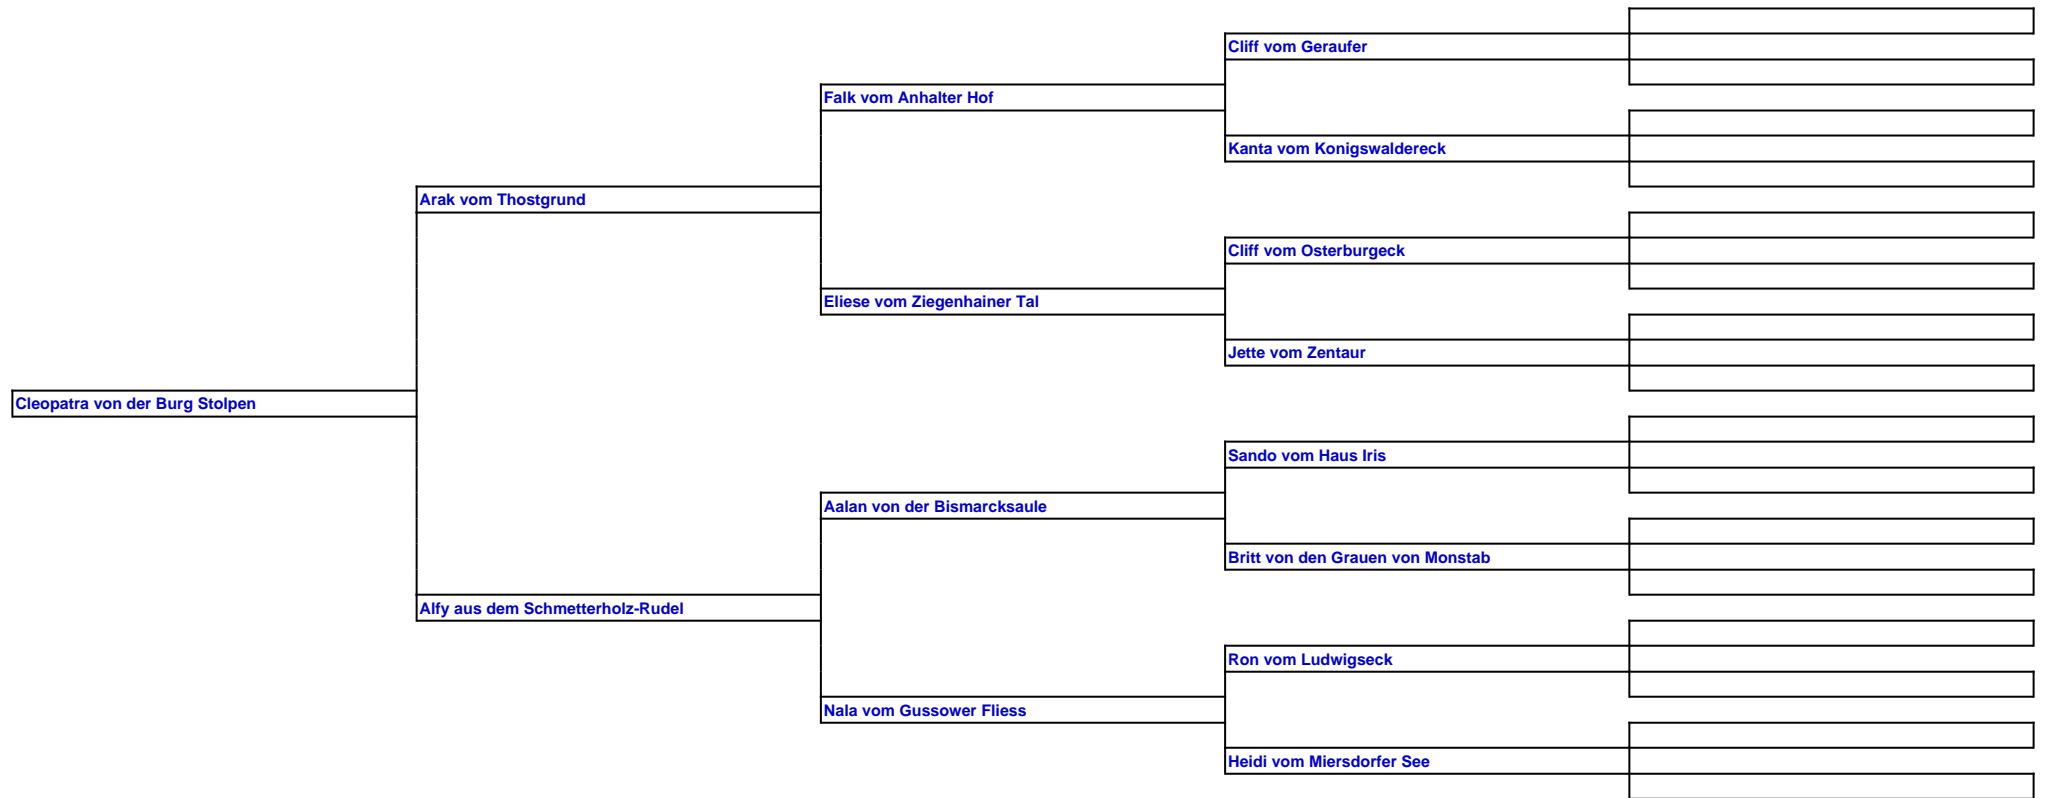 Cliff vom Geraufer
Falk vom Anhalter Hof
Kanta vom Konigswaldereck
Arak vom Thostgrund
Cliff vom Osterburgeck
Eliese vom Ziegenhainer Tal
Jette vom Zentaur
Cleopatra von der Burg Stolpen
Sando vom Haus Iris
Aalan von der Bismarcksaule
Britt von den Grauen von Monstab
Alfy aus dem Schmetterholz-Rudel
Ron vom Ludwigseck
Nala vom Gussower Fliess
Heidi vom Miersdorfer See